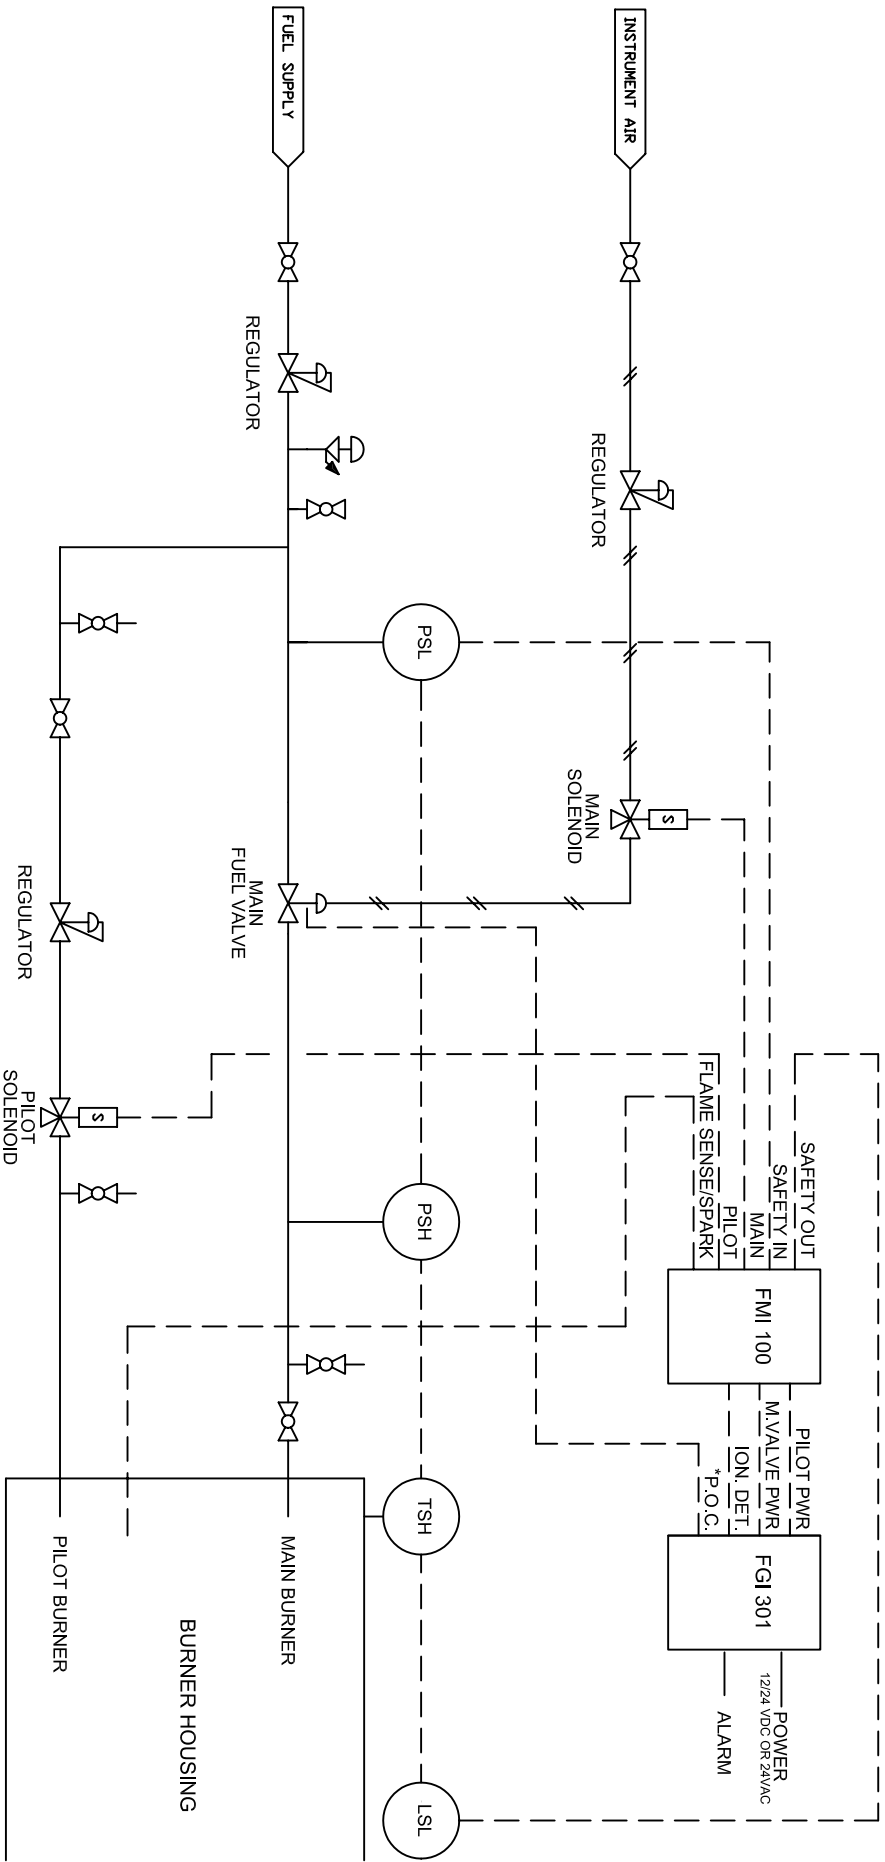 INSTRUMENT AIR
FUEL SUPPLY
REGULATOR
REGULATOR
REGULATOR
PSL
MAIN
SOLENOID
S
MAIN
FUEL VALVE
PILOT
SOLENOID
S
PSH
TSH
LSL
SAFETY OUT
SAFETY IN
MAIN
PILOT
FLAME SENSE/SPARK
FMI 100
PILOT PWR
M.VALVE PWR
ION. DET.
*P.O.C.
FGI 301
POWER
12/24 VDC OR 24VAC
ALARM
MAIN BURNER
PILOT BURNER
BURNER HOUSING